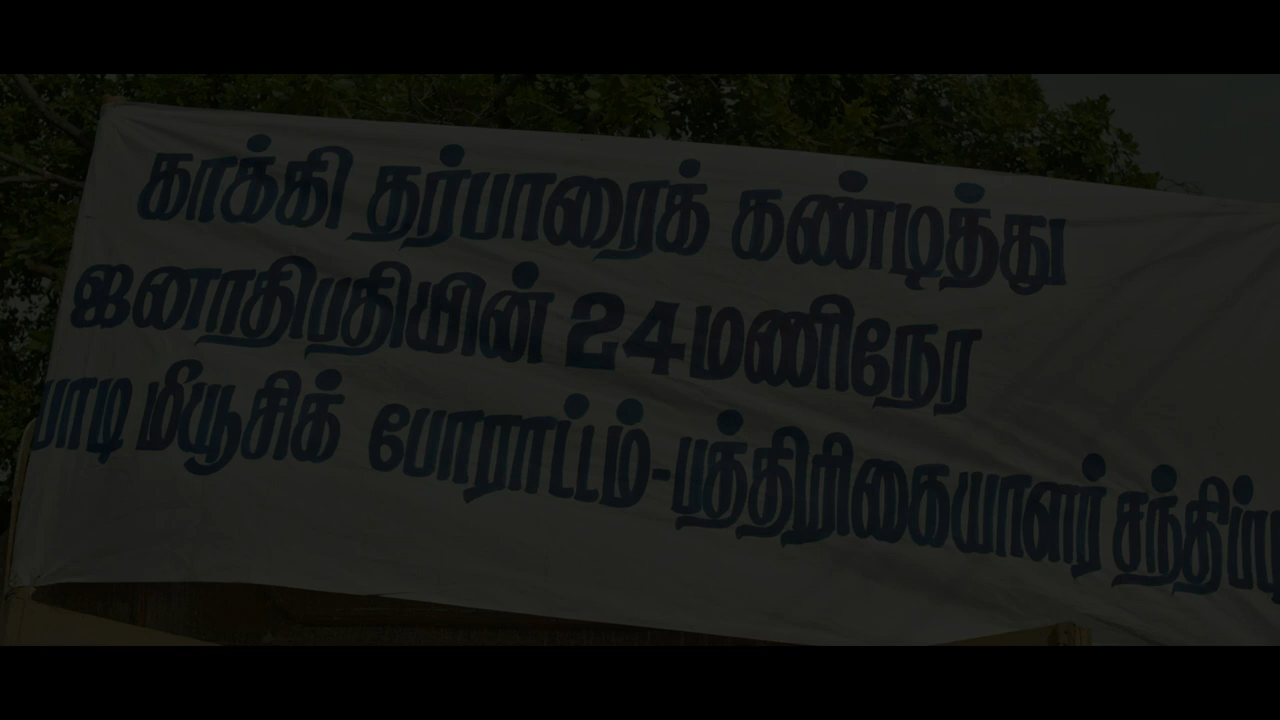 காக்கி தர்பாரைக் கண்டித்து
ஜனாதிபதியின் 24 மணிநேர
பாடி மியூசிக் போராட்டம் - பத்திரிகையாளர்